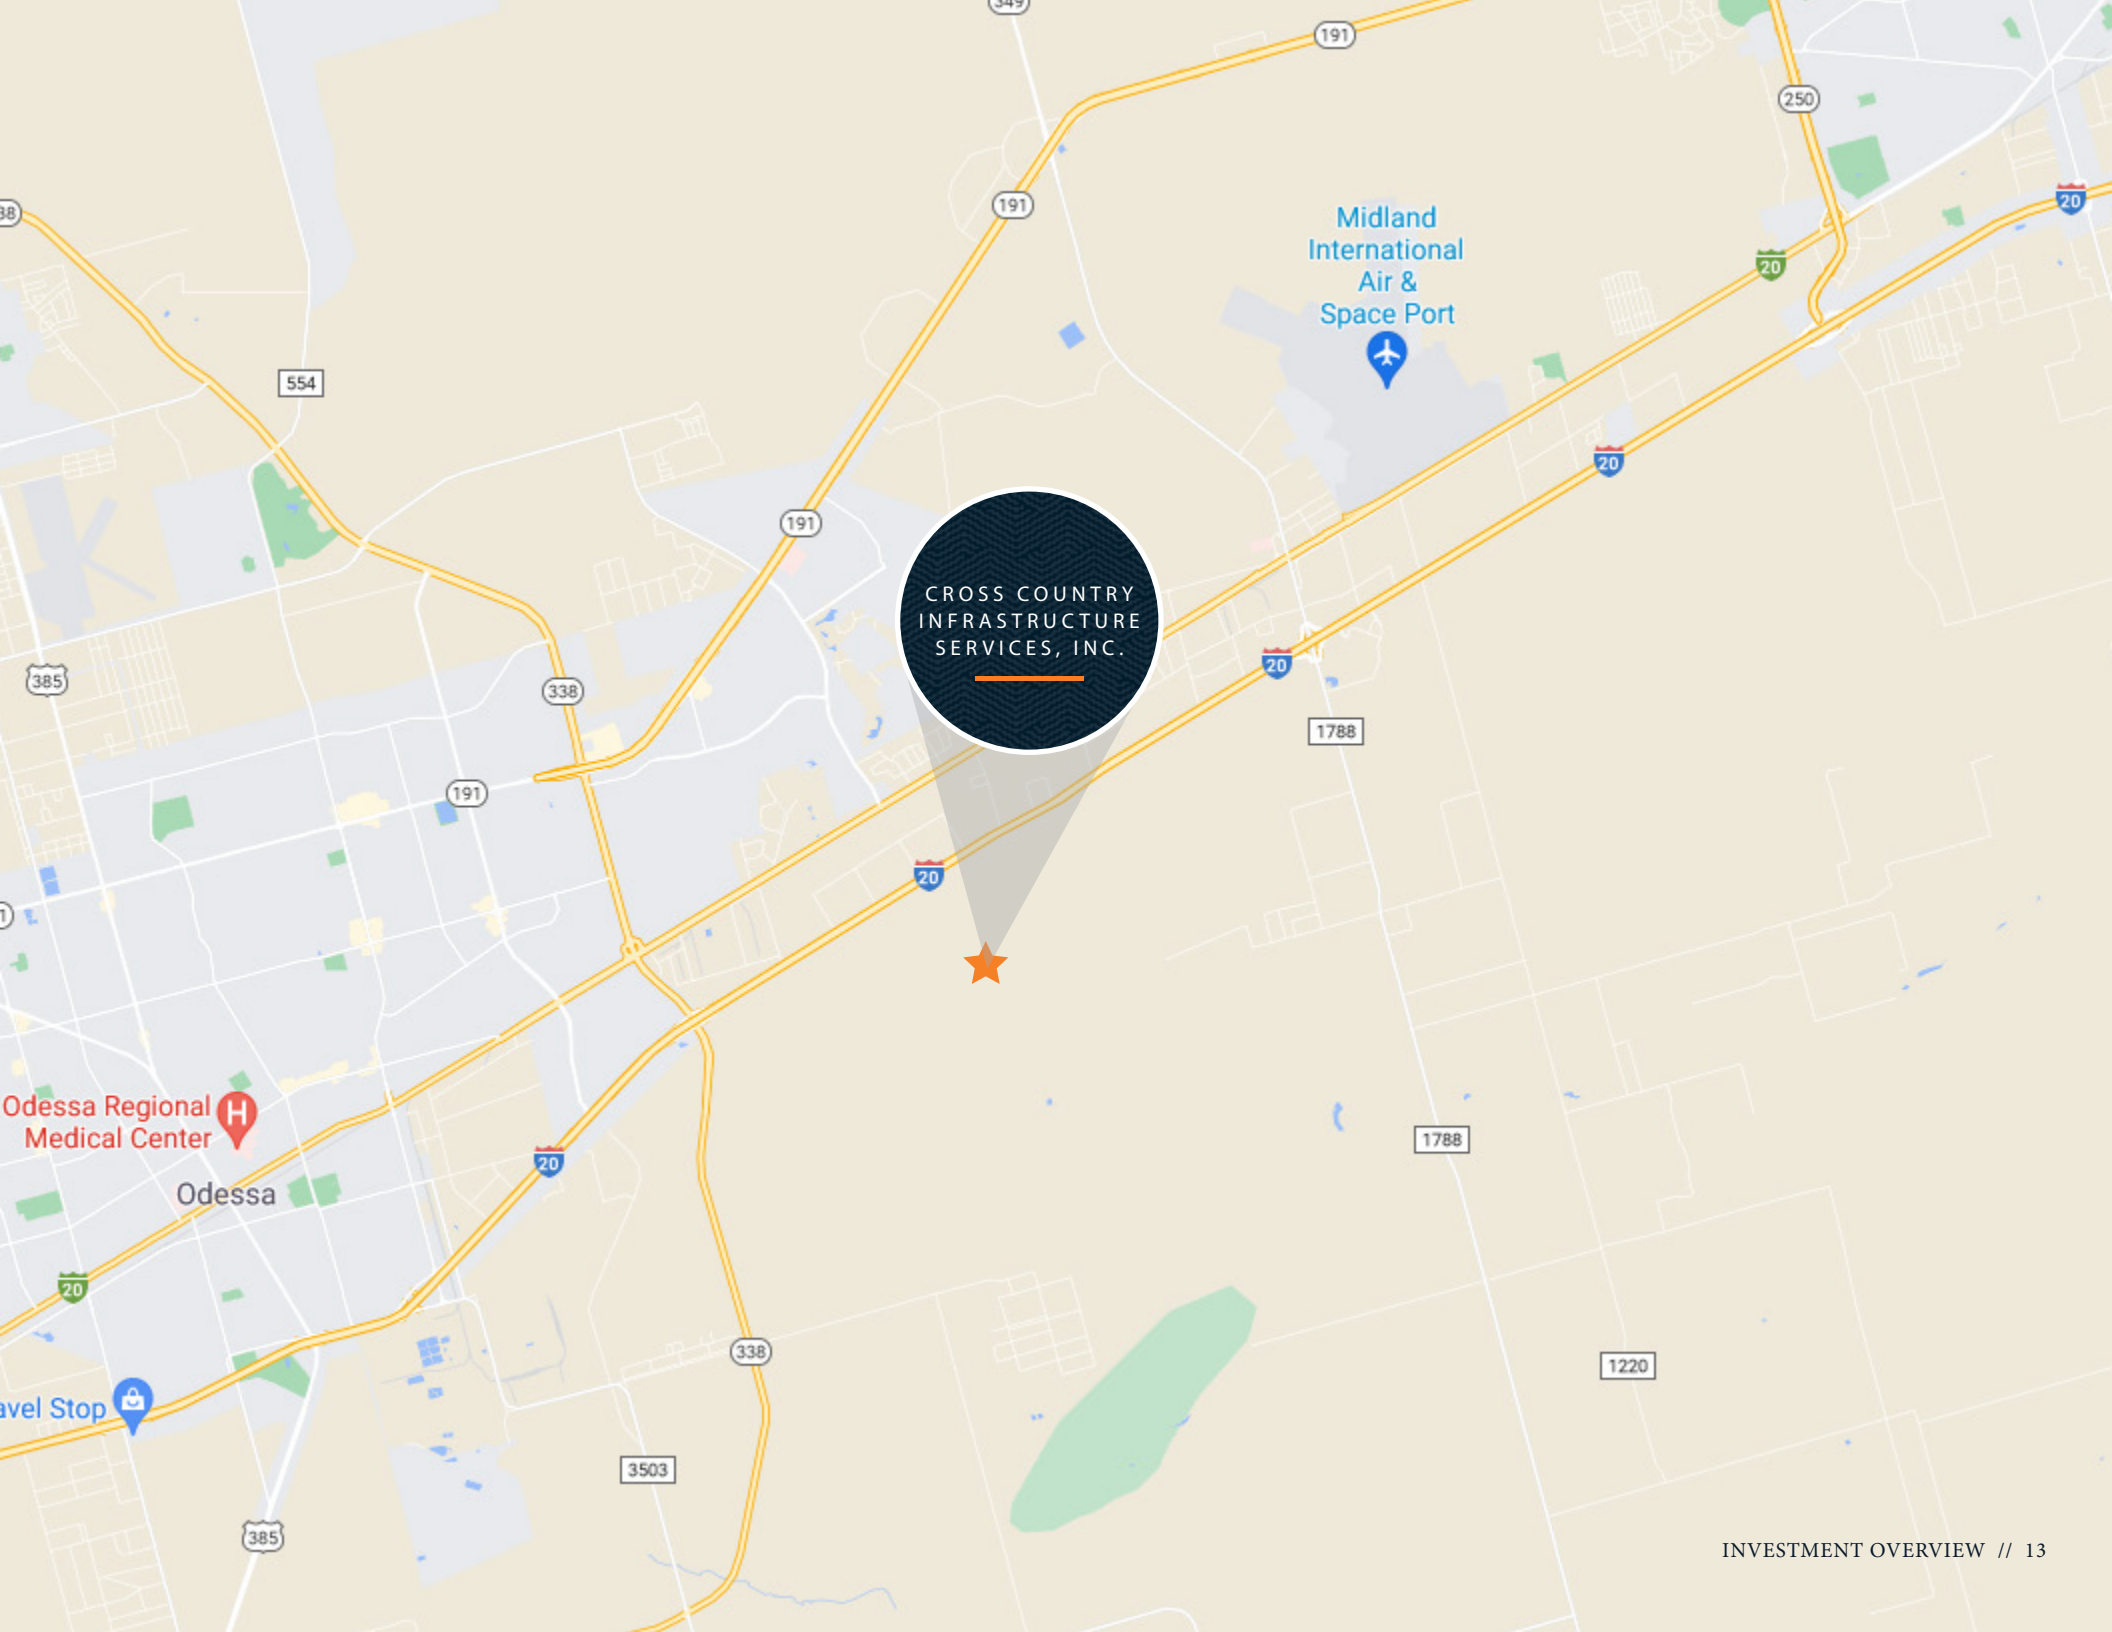 349
191
250
20
38
191
Midland
International
Air &
Space Port
20
554
20
191
CROSS COUNTRY
INFRASTRUCTURE
SERVICES, INC.
20
385
338
1788
191
20
1
Odessa Regional
Medical Center
H
1788
20
Odessa
20
338
1220
avel Stop
3503
385
INVESTMENT OVERVIEW // 13